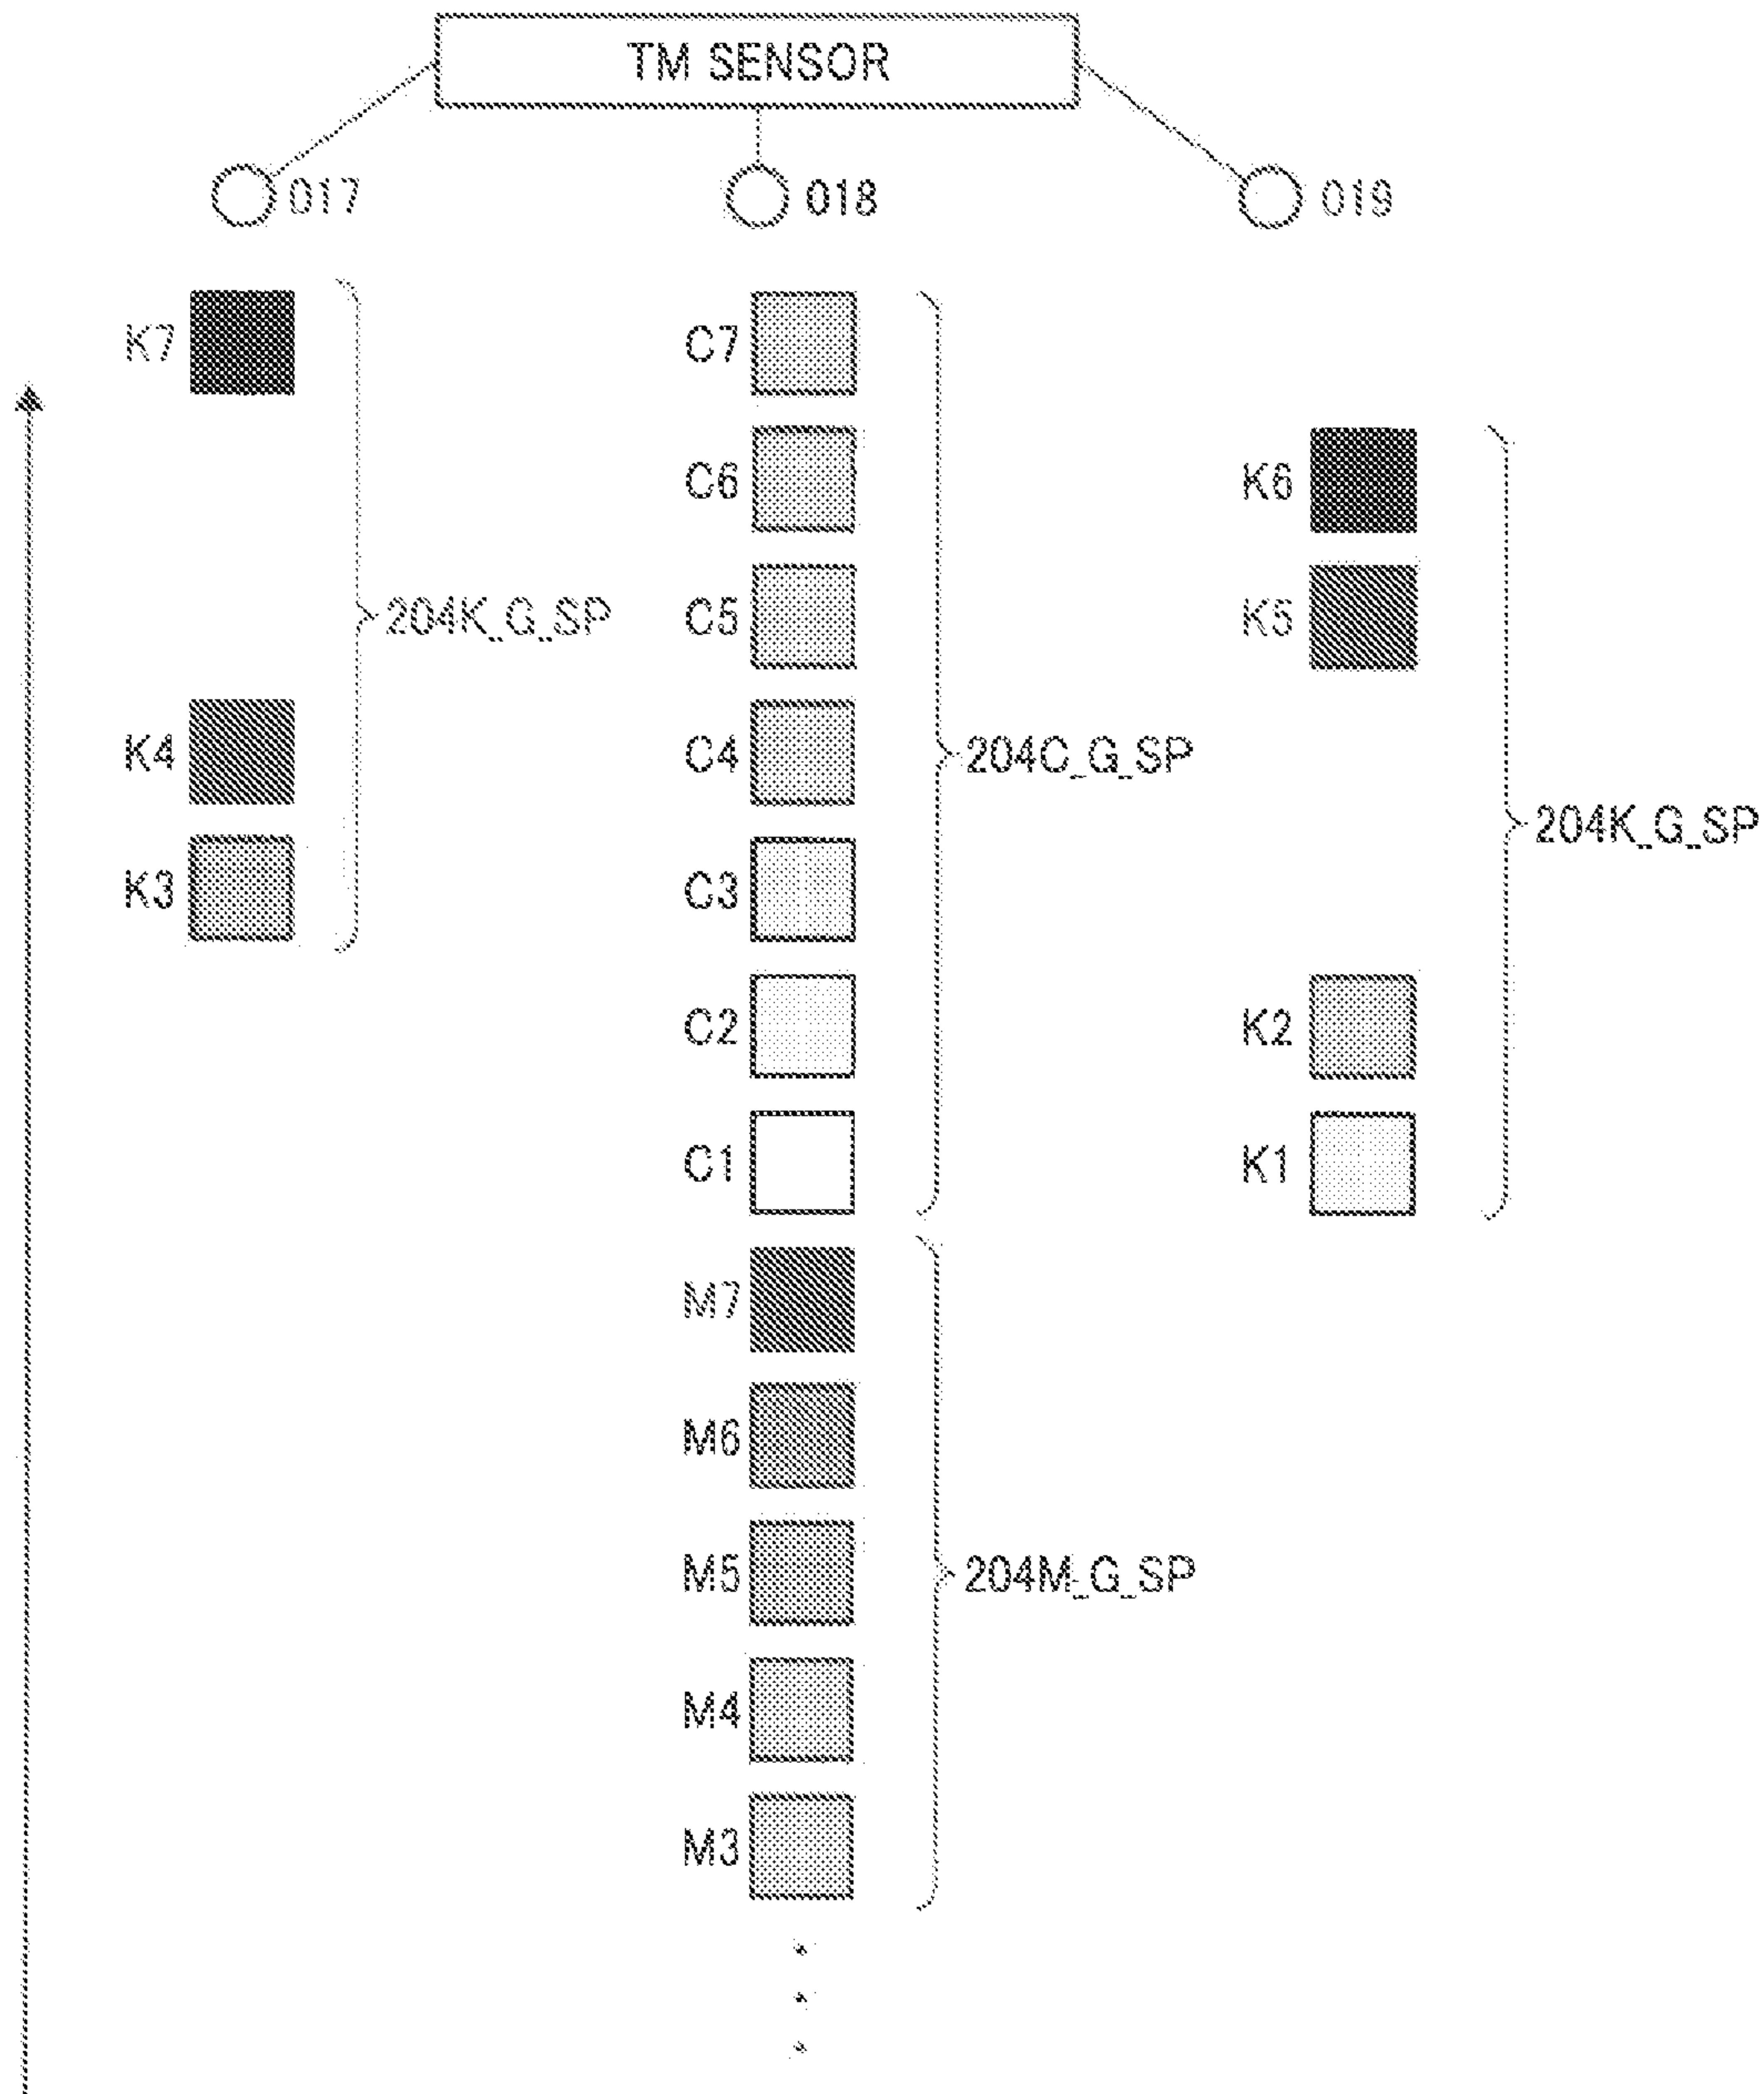 TM SENSOR
017 018 019
K7 C7
C6 K6
204K_G_SP C5 K5
K4 C4 204C_G_SP
204K_G_SP
K3 C3
C2 K2
C1 K1
M7
M6
M5 204M_G_SP
M4
M3